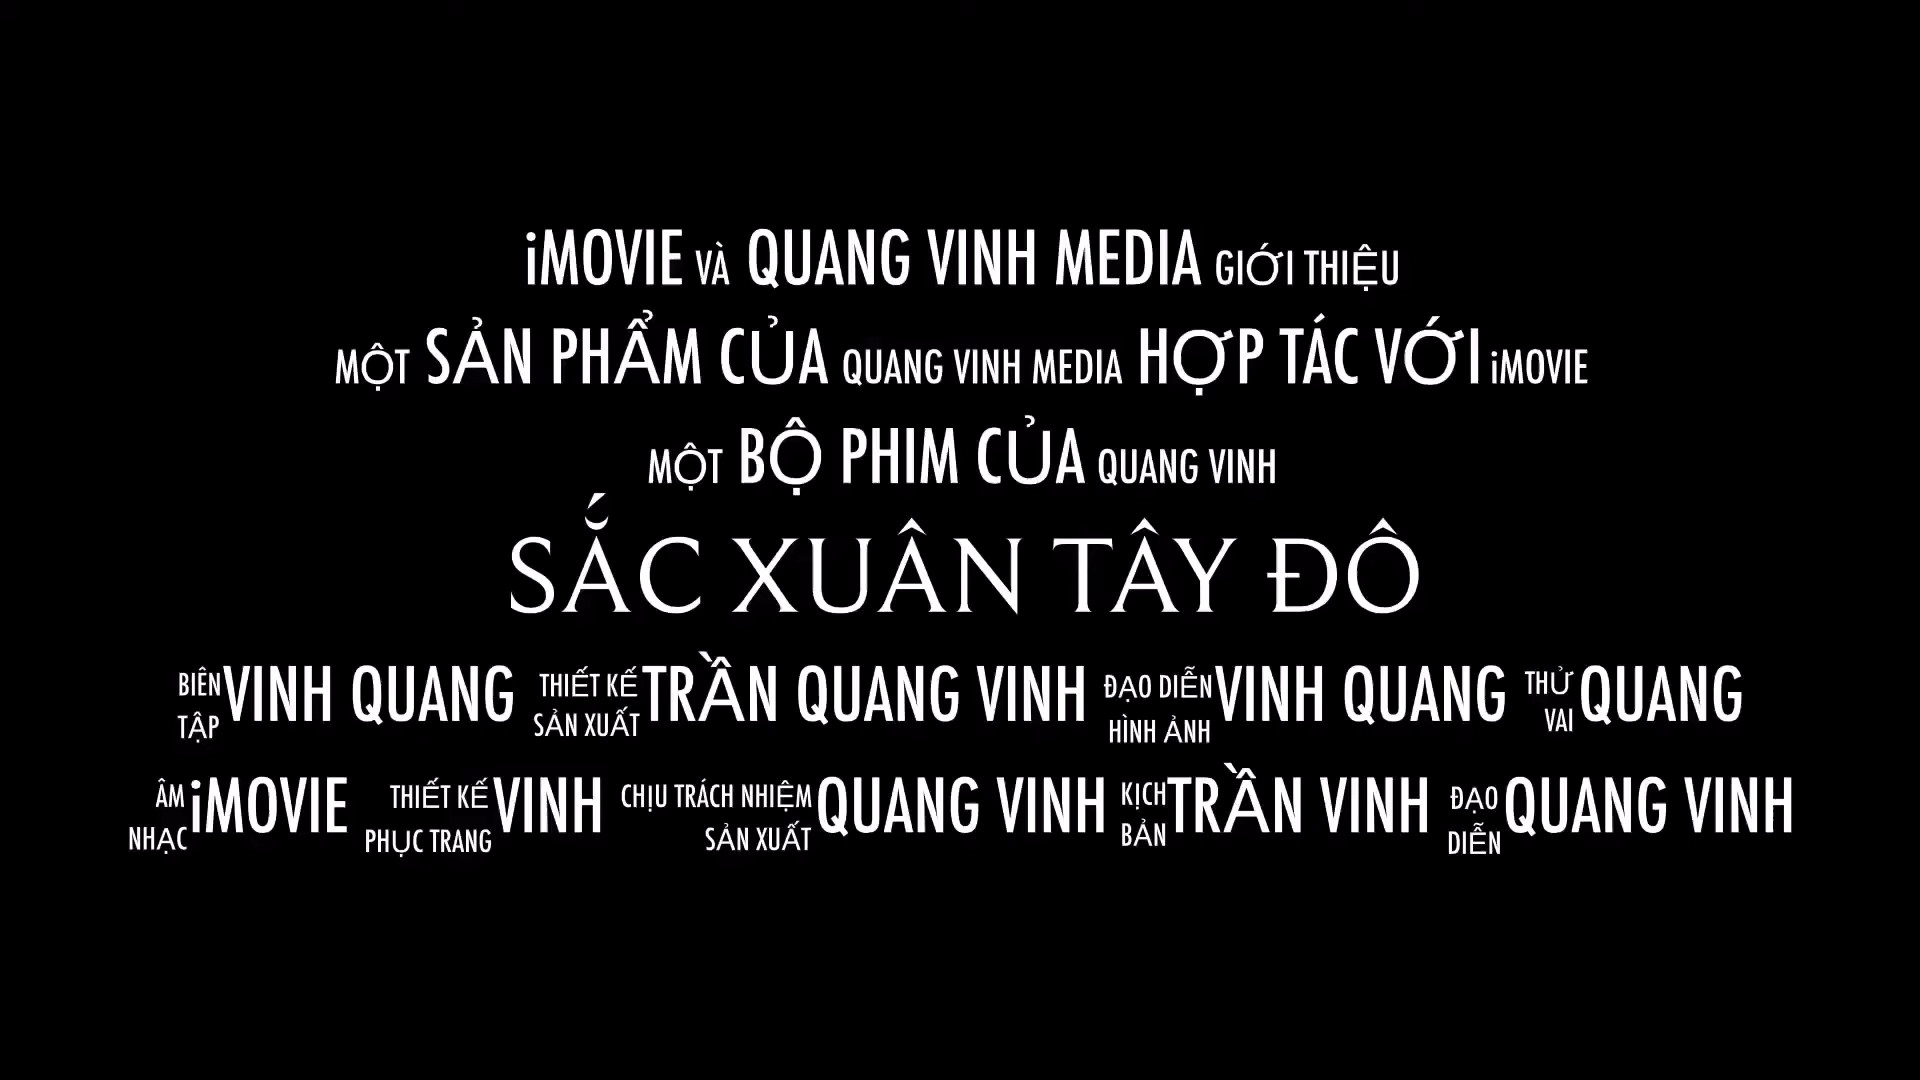 iMOVIE VÀ QUANG VINH MEDIA GIỚI THIỆU
MỘT SẢN PHẨM CỦA QUANG VINH MEDIA HỢP TÁC VỚI iMOVIE
MỘT BỘ PHIM CỦA QUANG VINH
SẮC XUÂN TÂY ĐÔ
BIÊN TẬP VINH QUANG THIẾT KẾ SẢN XUẤT TRẦN QUANG VINH ĐẠO DIỄN HÌNH ẢNH VINH QUANG THỬ VAI QUANG
ÂM NHẠC iMOVIE THIẾT KẾ PHỤC TRANG VINH CHỊU TRÁCH NHIỆM SẢN XUẤT QUANG VINH KỊCH BẢN TRẦN VINH ĐẠO DIỄN QUANG VINH